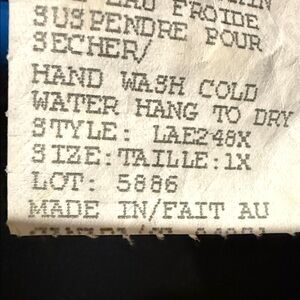 EAU FROIDE
SUSPENDRE POUR
SECHER/
HAND WASH COLD
WATER HANG TO DRY
STYLE: LAE248X
SIZE:TAILLE:1X
LOT: 5886
MADE IN/FAIT AU